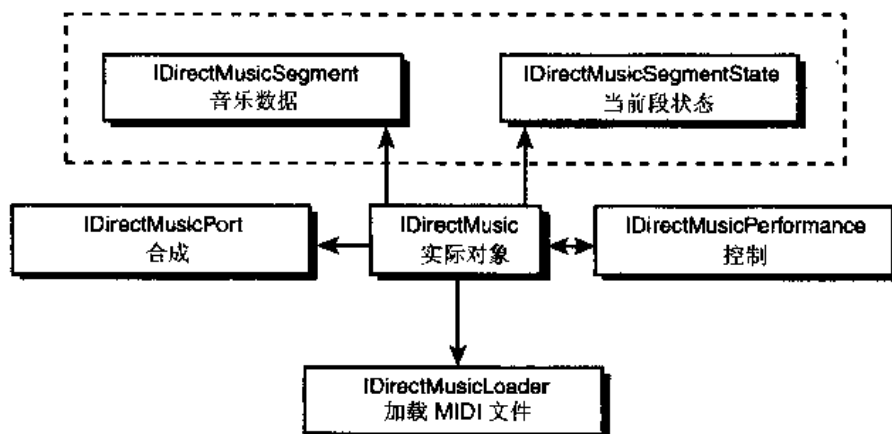 IDirectMusicSegment
音乐数据
IDirectMusicSegmentState
当前段状态
IDirectMusicPort
合成
IDirectMusic
实际对象
IDirectMusicPerformance
控制
IDirectMusicLoader
加载 MIDI 文件